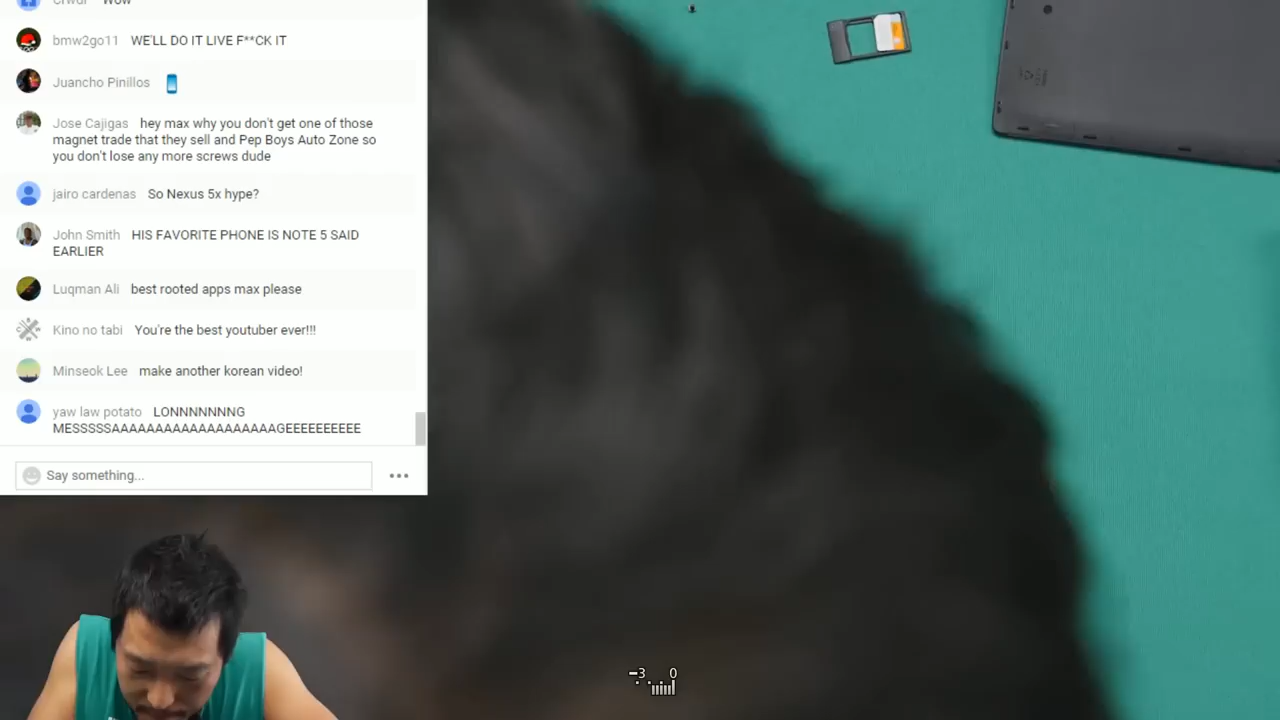 Wow
bmw2go11 WE'LL DO IT LIVE F**CK IT
Juancho Pinillos
Jose Cajigas hey max why you don't get one of those
magnet trade that they sell and Pep Boys Auto Zone so
you don't lose any more screws dude
jairo cardenas So Nexus 5x hype?
John Smith HIS FAVORITE PHONE IS NOTE 5 SAID
EARLIER
Luqman Ali best rooted apps max please
Kino no tabi You're the best youtuber ever!!!
Minseok Lee make another korean video!
yaw law potato LONNNNNNNG
MESSSSSAAAAAAAAAAAAAAAAAAAGEEEEEEEEEE
Say something...
-3 0